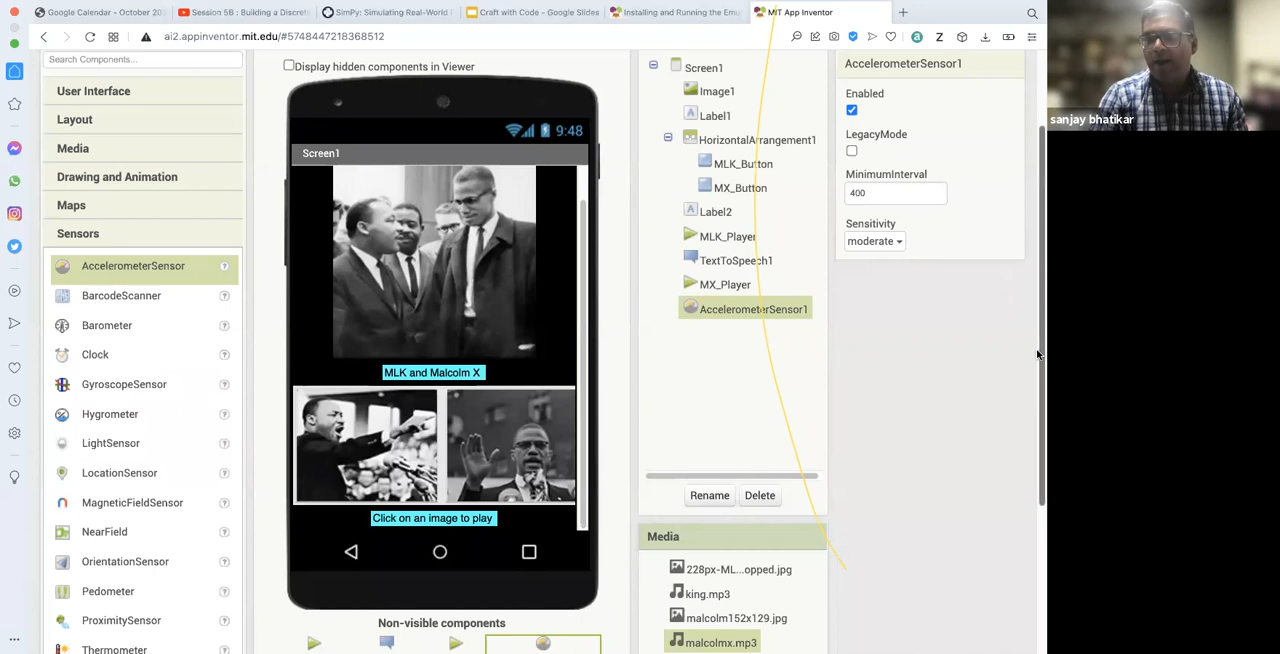 Google Calendar - October 202
Session 5B : Building a Discrete
SimPy: Simulating Real-World P
Craft with Code - Google Slides
Installing and Running the Emu
MIT App Inventor
ai2.appinventor.mit.edu/#5748447218368512
Search Components...
User Interface
Layout
Media
Drawing and Animation
Maps
Sensors
AccelerometerSensor
BarcodeScanner
Barometer
Clock
GyroscopeSensor
Hygrometer
LightSensor
LocationSensor
MagneticFieldSensor
NearField
OrientationSensor
Pedometer
ProximitySensor
Thermometer
Display hidden components in Viewer
9:48
Screen1
MLK and Malcolm X
Click on an image to play
Non-visible components
Screen1
Image1
Label1
HorizontalArrangement1
MLK_Button
MX_Button
Label2
MLK_Player
TextToSpeech1
MX_Player
AccelerometerSensor1
Rename Delete
Media
228px-ML...opped.jpg
king.mp3
malcolm152x129.jpg
malcolmx.mp3
AccelerometerSensor1
Enabled
LegacyMode
MinimumInterval
400
Sensitivity
moderate
sanjay bhatikar